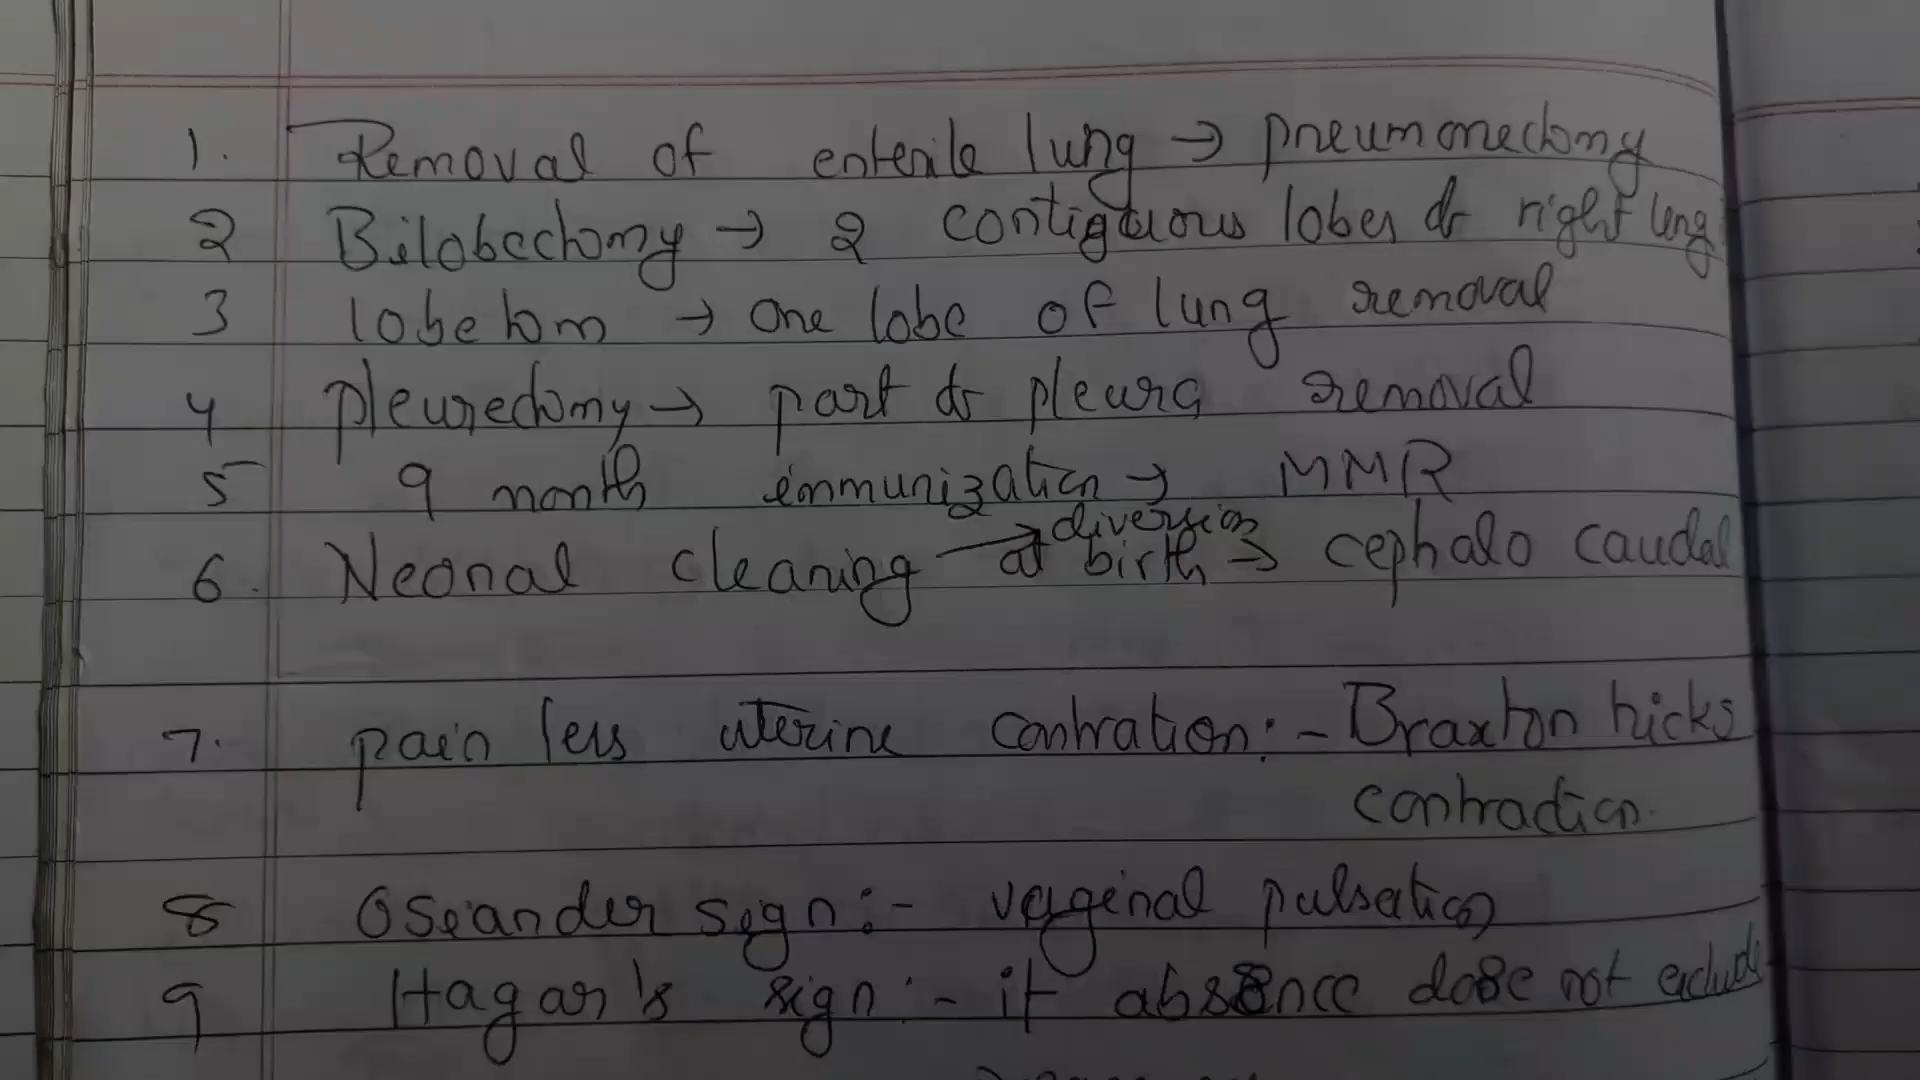 1. Removal of enterile lung → pneumonectomy
2 Bilobectomy → 2 contiguous lobes of right lung
3 lobetom → one lobe of lung removal
4 pleurectomy → part of pleura removal
5 9 month immunization → MMR
6. Neonal cleaning → at birth → cephalo caudal
diversion
7. pain less uterine contration :- Braxton hicks
contraction.
8 Oseander sign :- verginal pulsation
9 Hagar's sign :- it absence dose not exclude